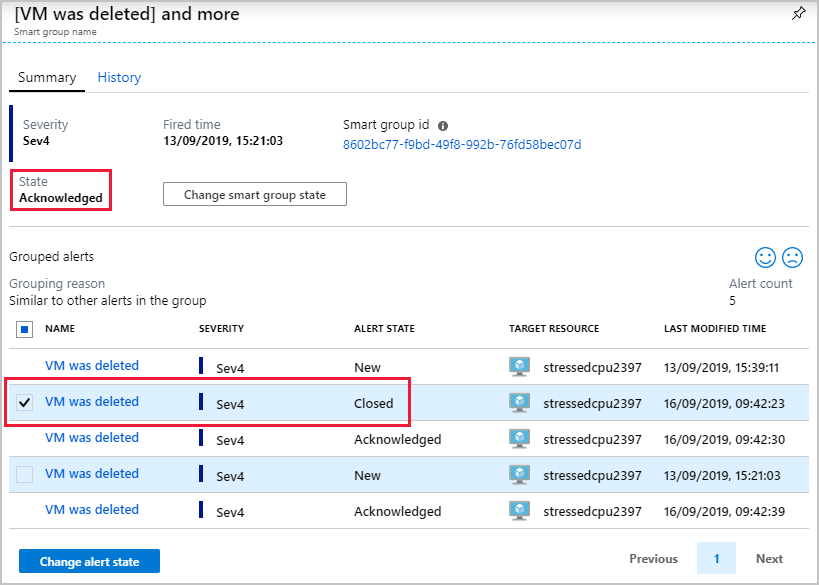 [VM was deleted] and more
Smart group name
Summary History
Severity Fired time Smart group id
Sev4 13/09/2019, 15:21:03 8602bc77-f9bd-49f8-992b-76fd58bec07d
State
Acknowledged Change smart group state
Grouped alerts
Grouping reason Alert count
Similar to other alerts in the group 5
NAME SEVERITY ALERT STATE TARGET RESOURCE LAST MODIFIED TIME
VM was deleted Sev4 New stressedcpu2397 13/09/2019, 15:39:11
VM was deleted Sev4 Closed stressedcpu2397 16/09/2019, 09:42:23
VM was deleted Sev4 Acknowledged stressedcpu2397 16/09/2019, 09:42:30
VM was deleted Sev4 New stressedcpu2397 13/09/2019, 15:21:03
VM was deleted Sev4 Acknowledged stressedcpu2397 16/09/2019, 09:42:39
Change alert state Previous 1 Next